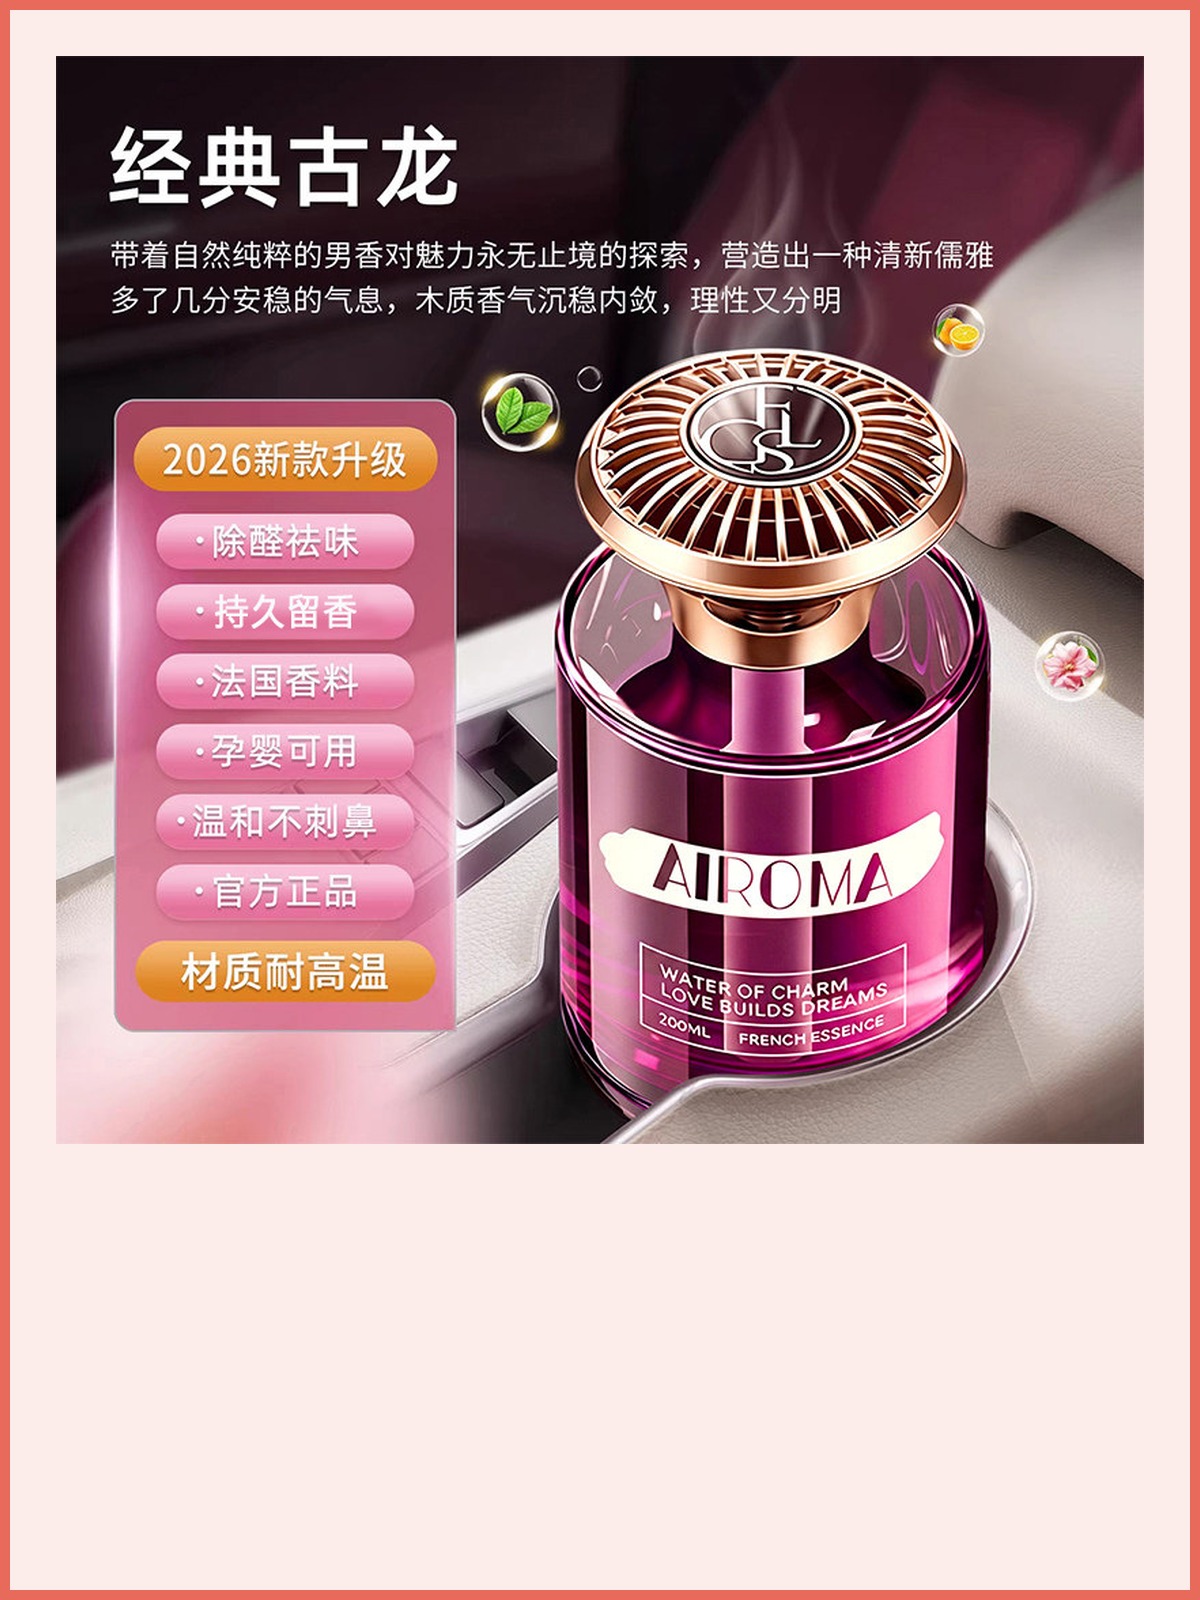 经典古龙
带着自然纯粹的男香对魅力永无止境的探索，营造出一种清新儒雅
多了几分安稳的气息，木质香气沉稳内敛，理性又分明
2026新款升级
·除醛祛味
·持久留香
·法国香料
·孕婴可用
·温和不刺鼻
·官方正品
材质耐高温
AIROMA
WATER OF CHARM
LOVE BUILDS DREAMS
200ML
FRENCH ESSENCE